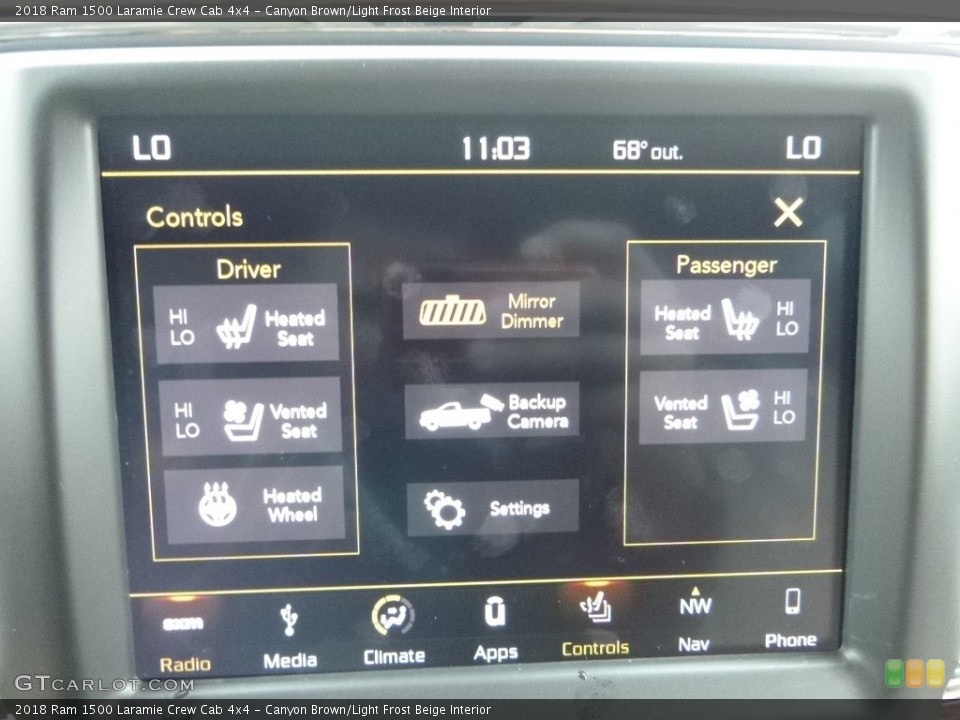 2018 Ram 1500 Laramie Crew Cab 4x4 – Canyon Brown/Light Frost Beige Interior
LO 11:03 68° out. LO
Controls
Driver
HI
LO
Heated
Seat
HI
LO
Vented
Seat
Heated
Wheel
Mirror
Dimmer
Backup
Camera
Settings
Passenger
Heated
Seat
HI
LO
Vented
Seat
HI
LO
sxm
NW
Radio Media Climate Apps Controls Nav Phone
GTCARLOT.COM
2018 Ram 1500 Laramie Crew Cab 4x4 – Canyon Brown/Light Frost Beige Interior